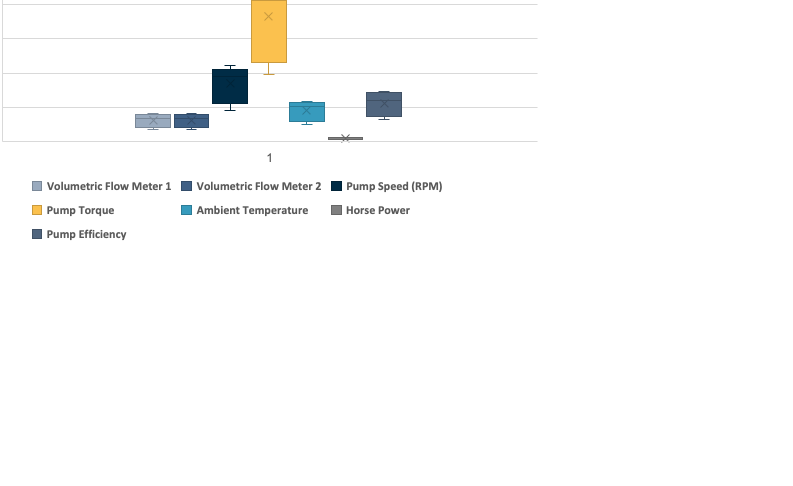 1
Volumetric Flow Meter 1 Volumetric Flow Meter 2 Pump Speed (RPM)
Pump Torque Ambient Temperature Horse Power
Pump Efficiency